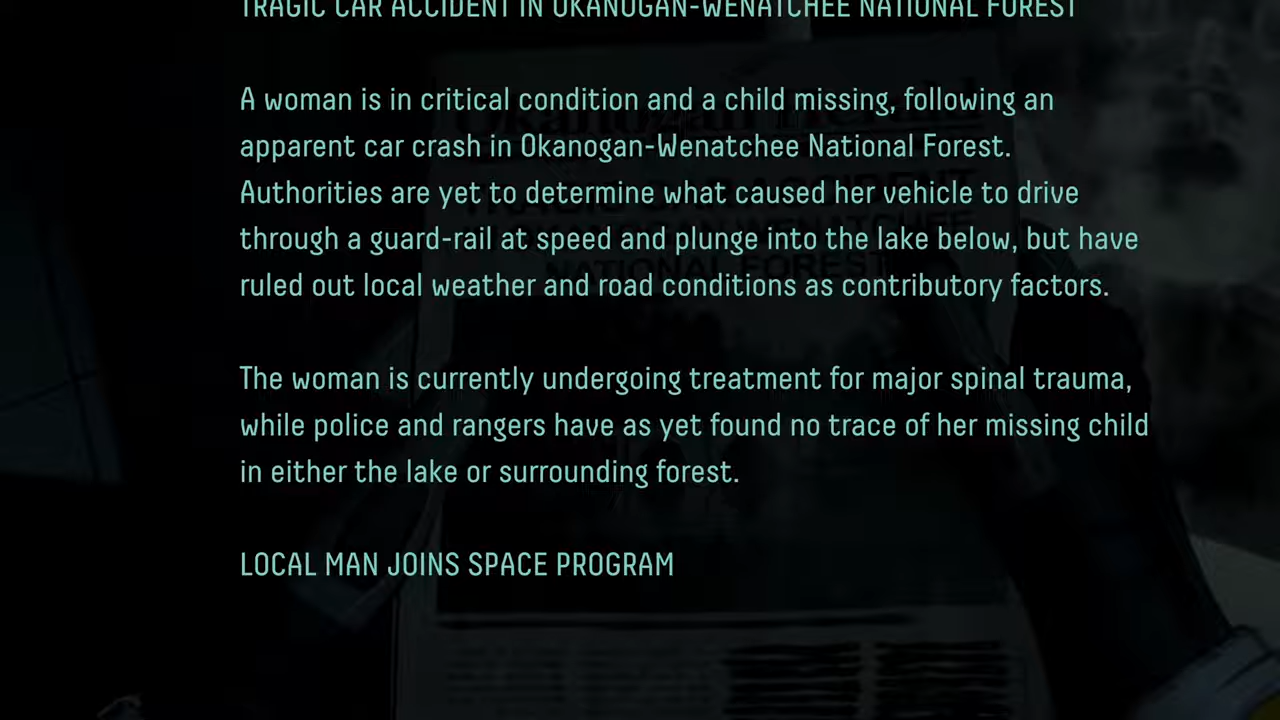 TRAGIC CAR ACCIDENT IN OKANOGAN-WENATCHEE NATIONAL FOREST
A woman is in critical condition and a child missing, following an
apparent car crash in Okanogan-Wenatchee National Forest.
Authorities are yet to determine what caused her vehicle to drive
through a guard-rail at speed and plunge into the lake below, but have
ruled out local weather and road conditions as contributory factors.
The woman is currently undergoing treatment for major spinal trauma,
while police and rangers have as yet found no trace of her missing child
in either the lake or surrounding forest.
LOCAL MAN JOINS SPACE PROGRAM